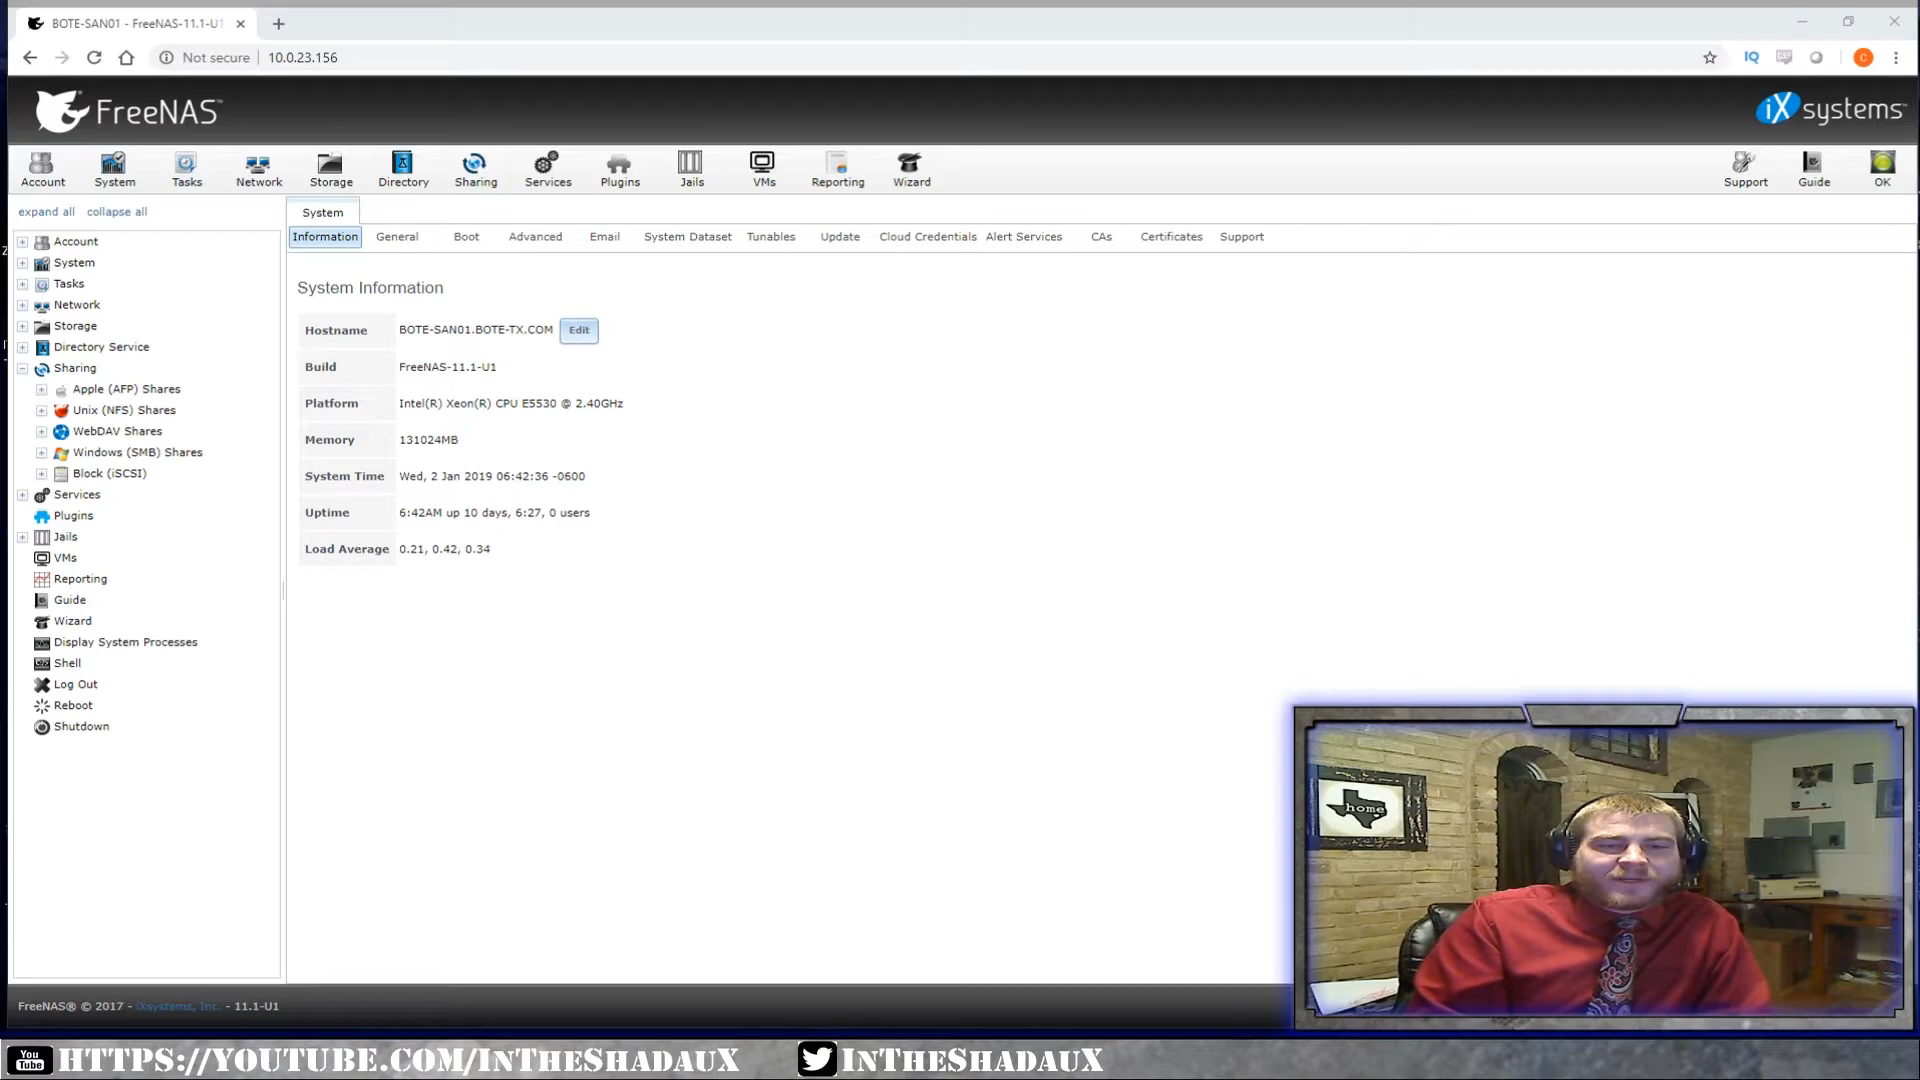 BOTE-SAN01 - FreeNAS-11.1-U1
Not secure
10.0.23.156
IQ
C
FreeNAS™
iX systems™
Account
System
Tasks
Network
Storage
Directory
Sharing
Services
Plugins
Jails
VMs
Reporting
Wizard
Support
Guide
OK
expand all
collapse all
Account
System
Tasks
Network
Storage
Directory Service
Sharing
Apple (AFP) Shares
Unix (NFS) Shares
WebDAV Shares
Windows (SMB) Shares
Block (iSCSI)
Services
Plugins
Jails
VMs
Reporting
Guide
Wizard
Display System Processes
Shell
Log Out
Reboot
Shutdown
System
Information
General
Boot
Advanced
Email
System Dataset
Tunables
Update
Cloud Credentials
Alert Services
CAs
Certificates
Support
System Information
Hostname BOTE-SAN01.BOTE-TX.COM Edit
Build FreeNAS-11.1-U1
Platform Intel(R) Xeon(R) CPU E5530 @ 2.40GHz
Memory 131024MB
System Time Wed, 2 Jan 2019 06:42:36 -0600
Uptime 6:42AM up 10 days, 6:27, 0 users
Load Average 0.21, 0.42, 0.34
home
FreeNAS® © 2017 - iXsystems, Inc. - 11.1-U1
You
Tube
HTTPS://YOUTUBE.COM/INTHESHADAUX
INTHESHADAUX